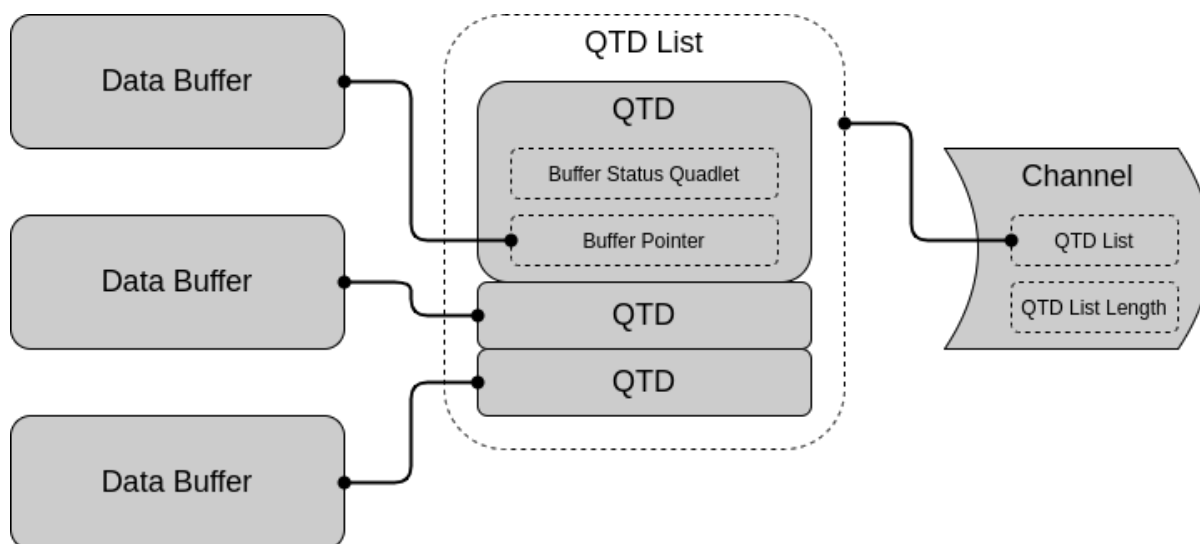 Data Buffer
Data Buffer
Data Buffer
QTD List
QTD
Buffer Status Quadlet
Buffer Pointer
QTD
QTD
Channel
QTD List
QTD List Length